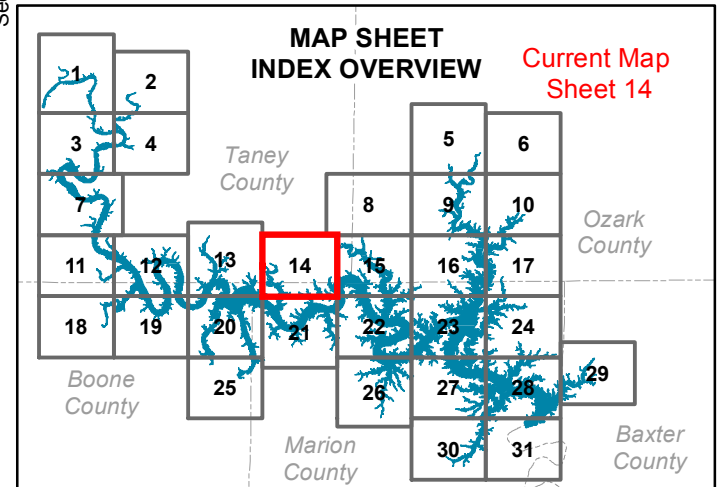 Se
MAP SHEET
INDEX OVERVIEW
Current Map
Sheet 14
1
2
3
4
5
6
Taney
County
7
8
9
10
Ozark
County
11
12
13
14
15
16
17
18
19
20
21
22
23
24
25
26
27
28
29
30
31
Boone
County
Marion
County
Baxter
County